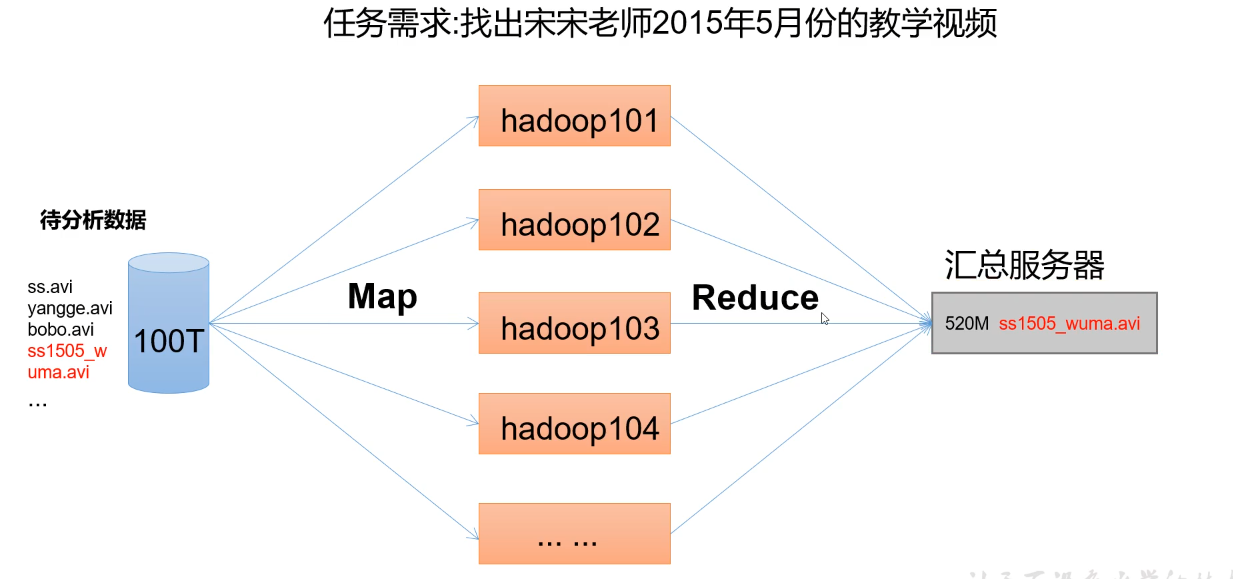 任务需求:找出宋宋老师2015年5月份的教学视频
待分析数据
ss.avi
yangge.avi
bobo.avi
ss1505_w
uma.avi
...
100T
Map
hadoop101
hadoop102
hadoop103
hadoop104
... ...
Reduce
汇总服务器
520M ss1505_wuma.avi